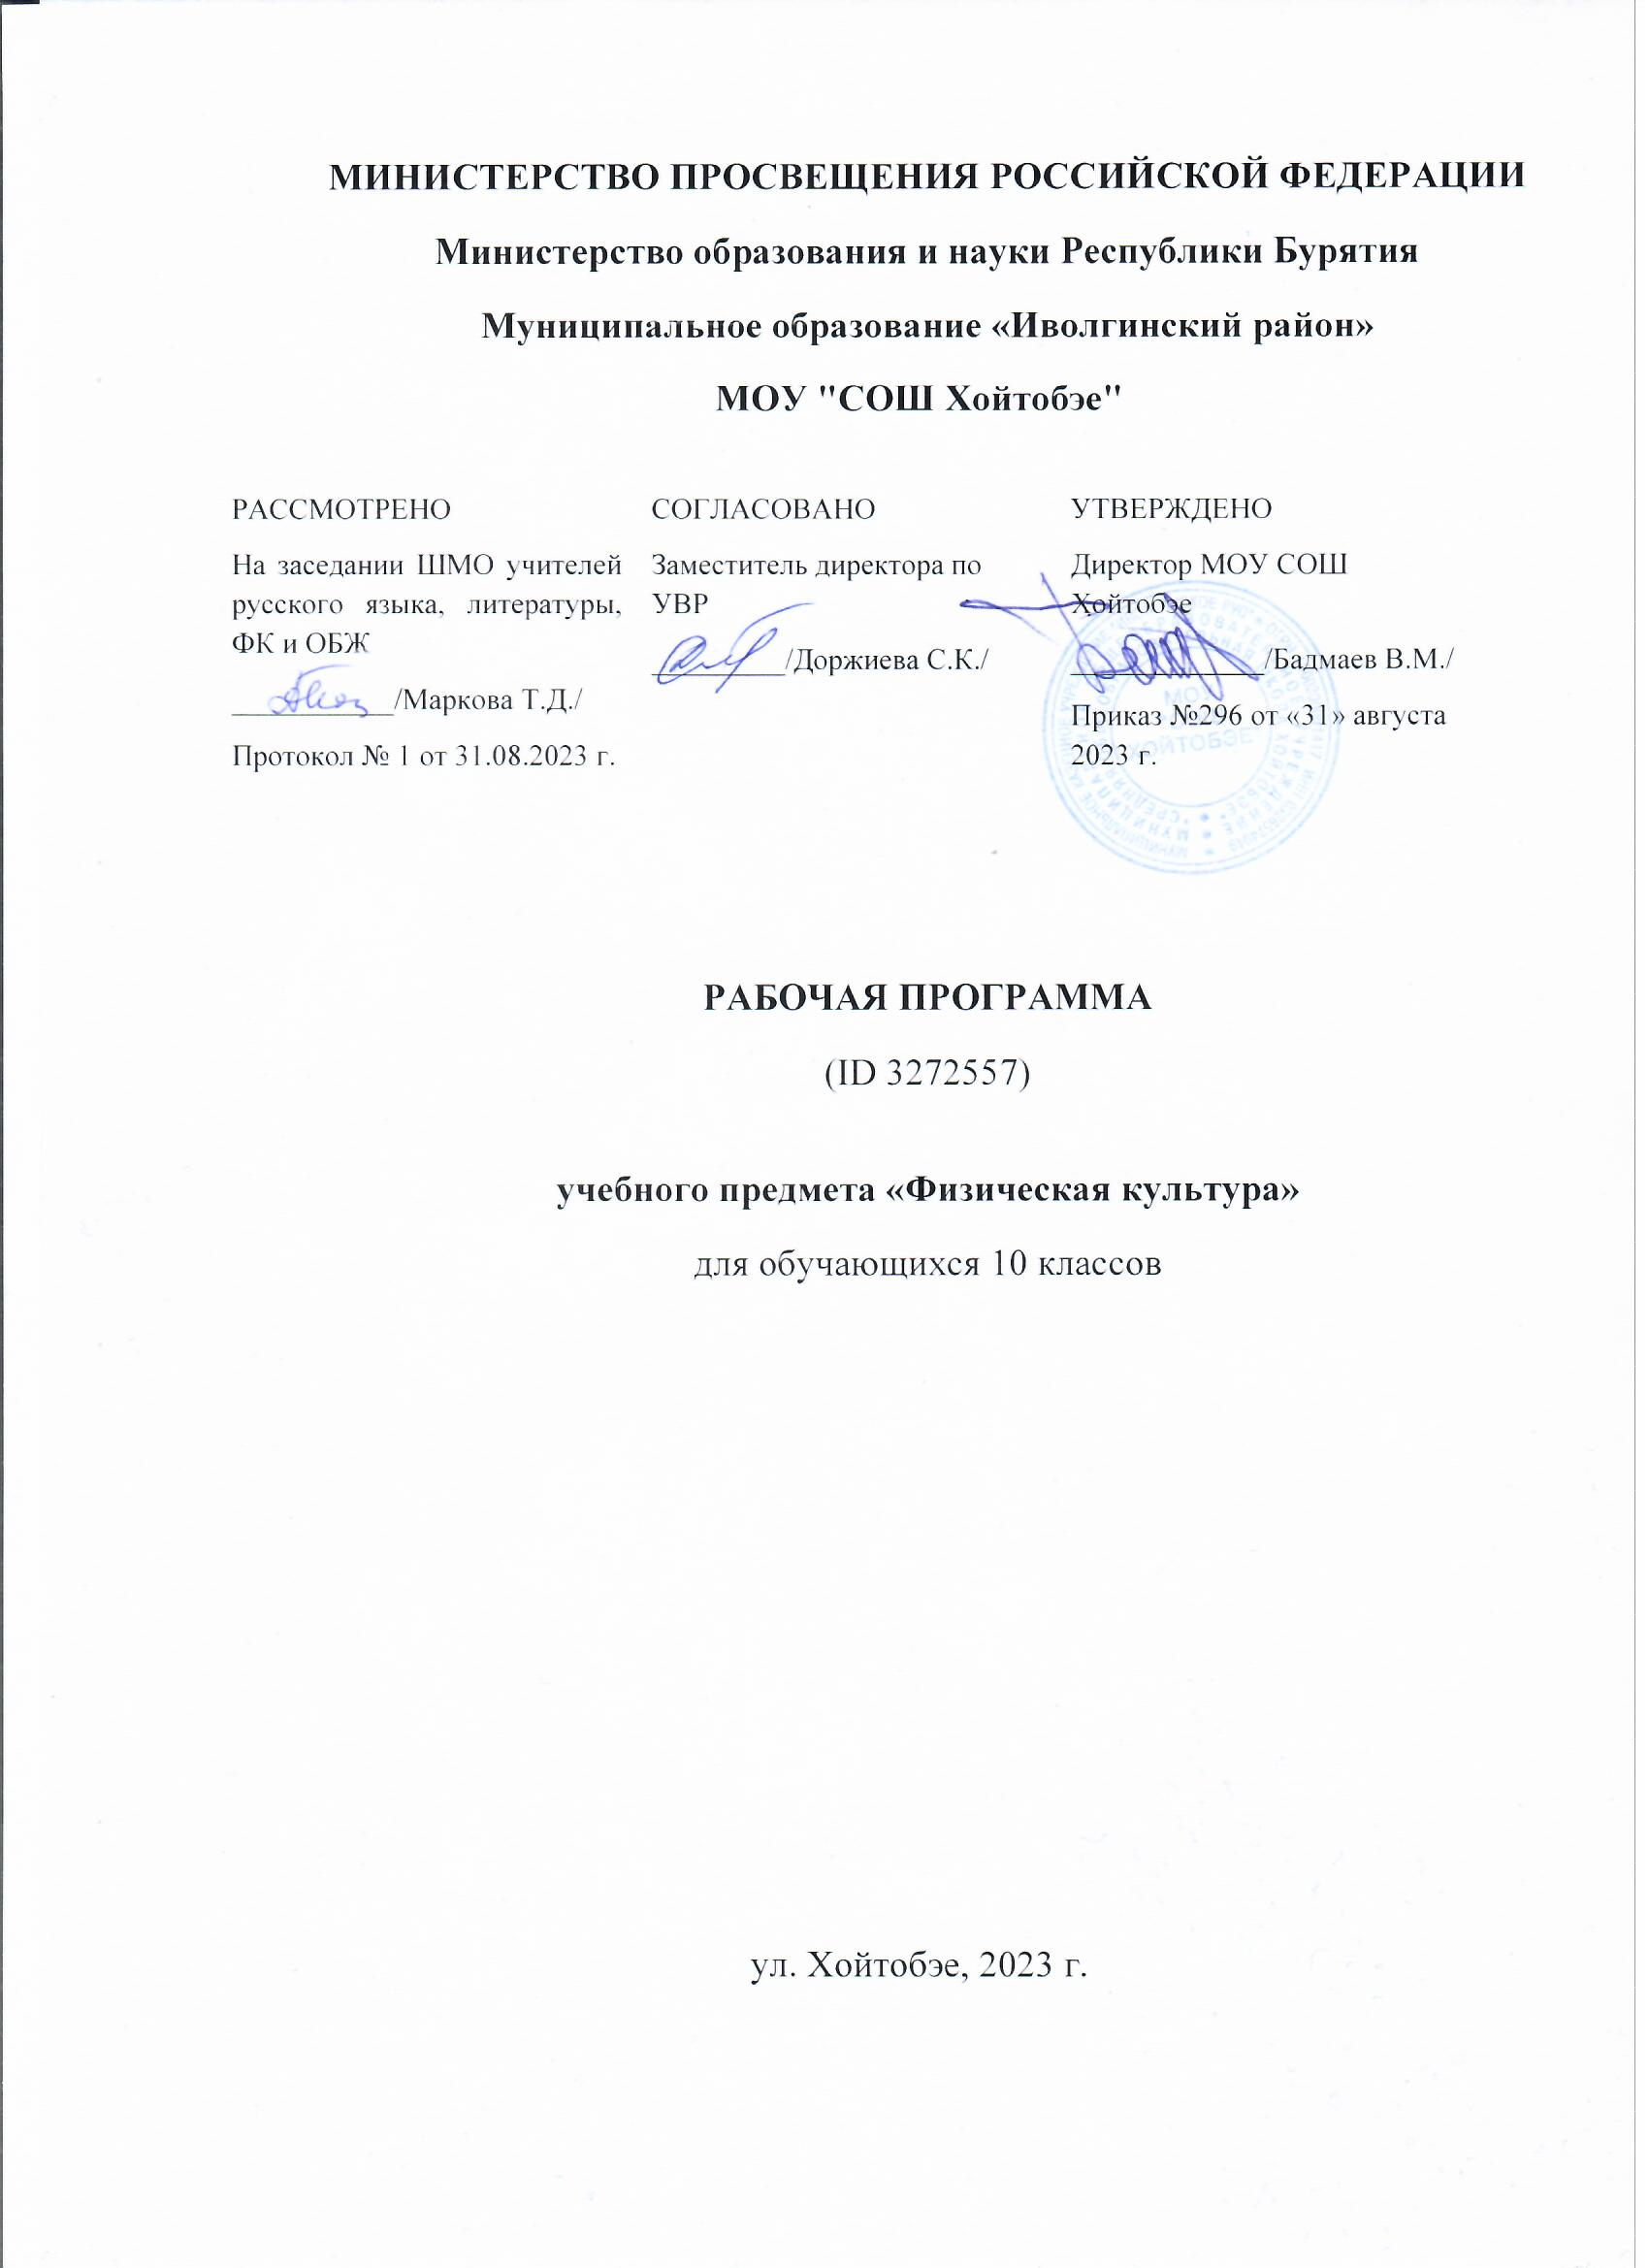 МИНИСТЕРСТВО ПРОСВЕЩЕНИЯ РОССИЙСКОЙ ФЕДЕРАЦИИ
Министерство образования и науки Республики Бурятия
Муниципальное образование «Иволгинский район»
МОУ "СОШ Хойтобэе"
РАССМОТРЕНО
На заседании ШМО учителей
русского языка, литературы,
ФК и ОБЖ
/Маркова Т.Д./
Протокол № 1 от 31.08.2023 г.
СОГЛАСОВАНО
Заместитель директора по
УВР
/Доржиева С.К./
УТВЕРЖДЕНО
Директор МОУ СОШ
Хойтобэе
/Бадмаев В.М./
Приказ №296 от «31» августа
2023 г.
ХОЙТОБЭЕ
РАБОЧАЯ ПРОГРАММА
(ID 3272557)
учебного предмета «Физическая культура»
для обучающихся 10 классов
ул. Хойтобэе, 2023 г.